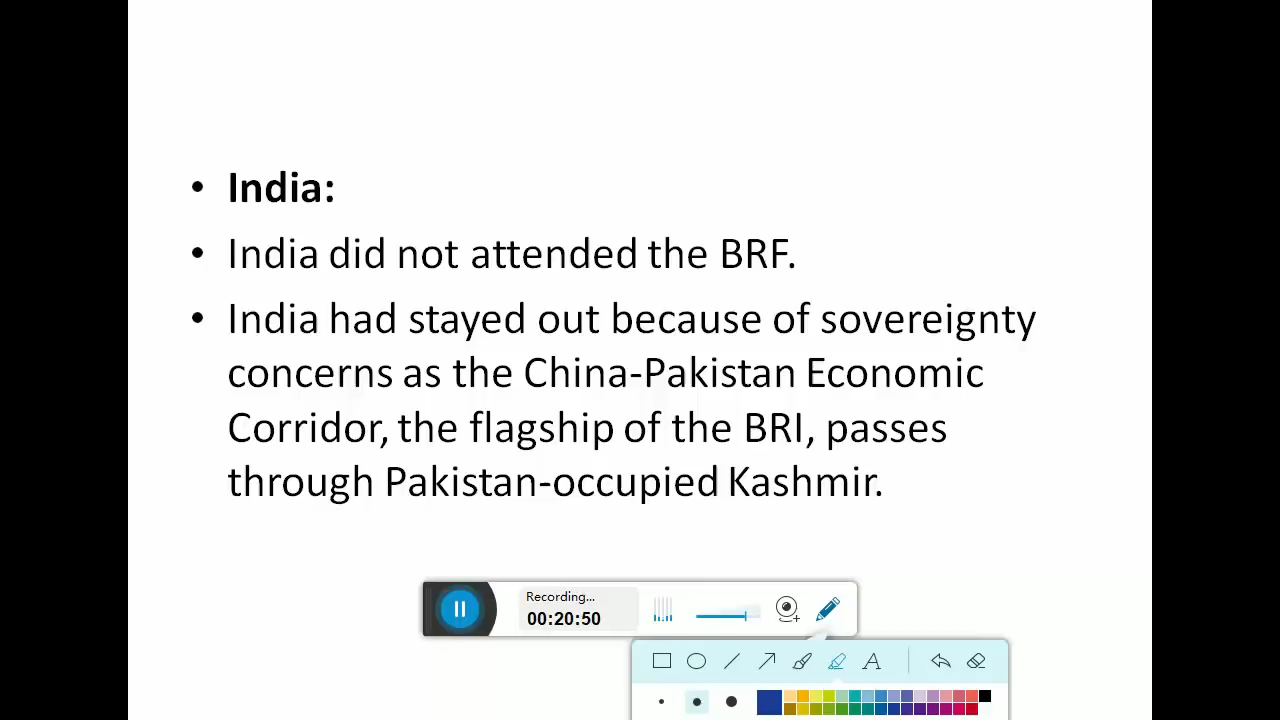 • India:
• India did not attended the BRF.
• India had stayed out because of sovereignty
concerns as the China-Pakistan Economic
Corridor, the flagship of the BRI, passes
through Pakistan-occupied Kashmir.
Recording...
00:20:50
A